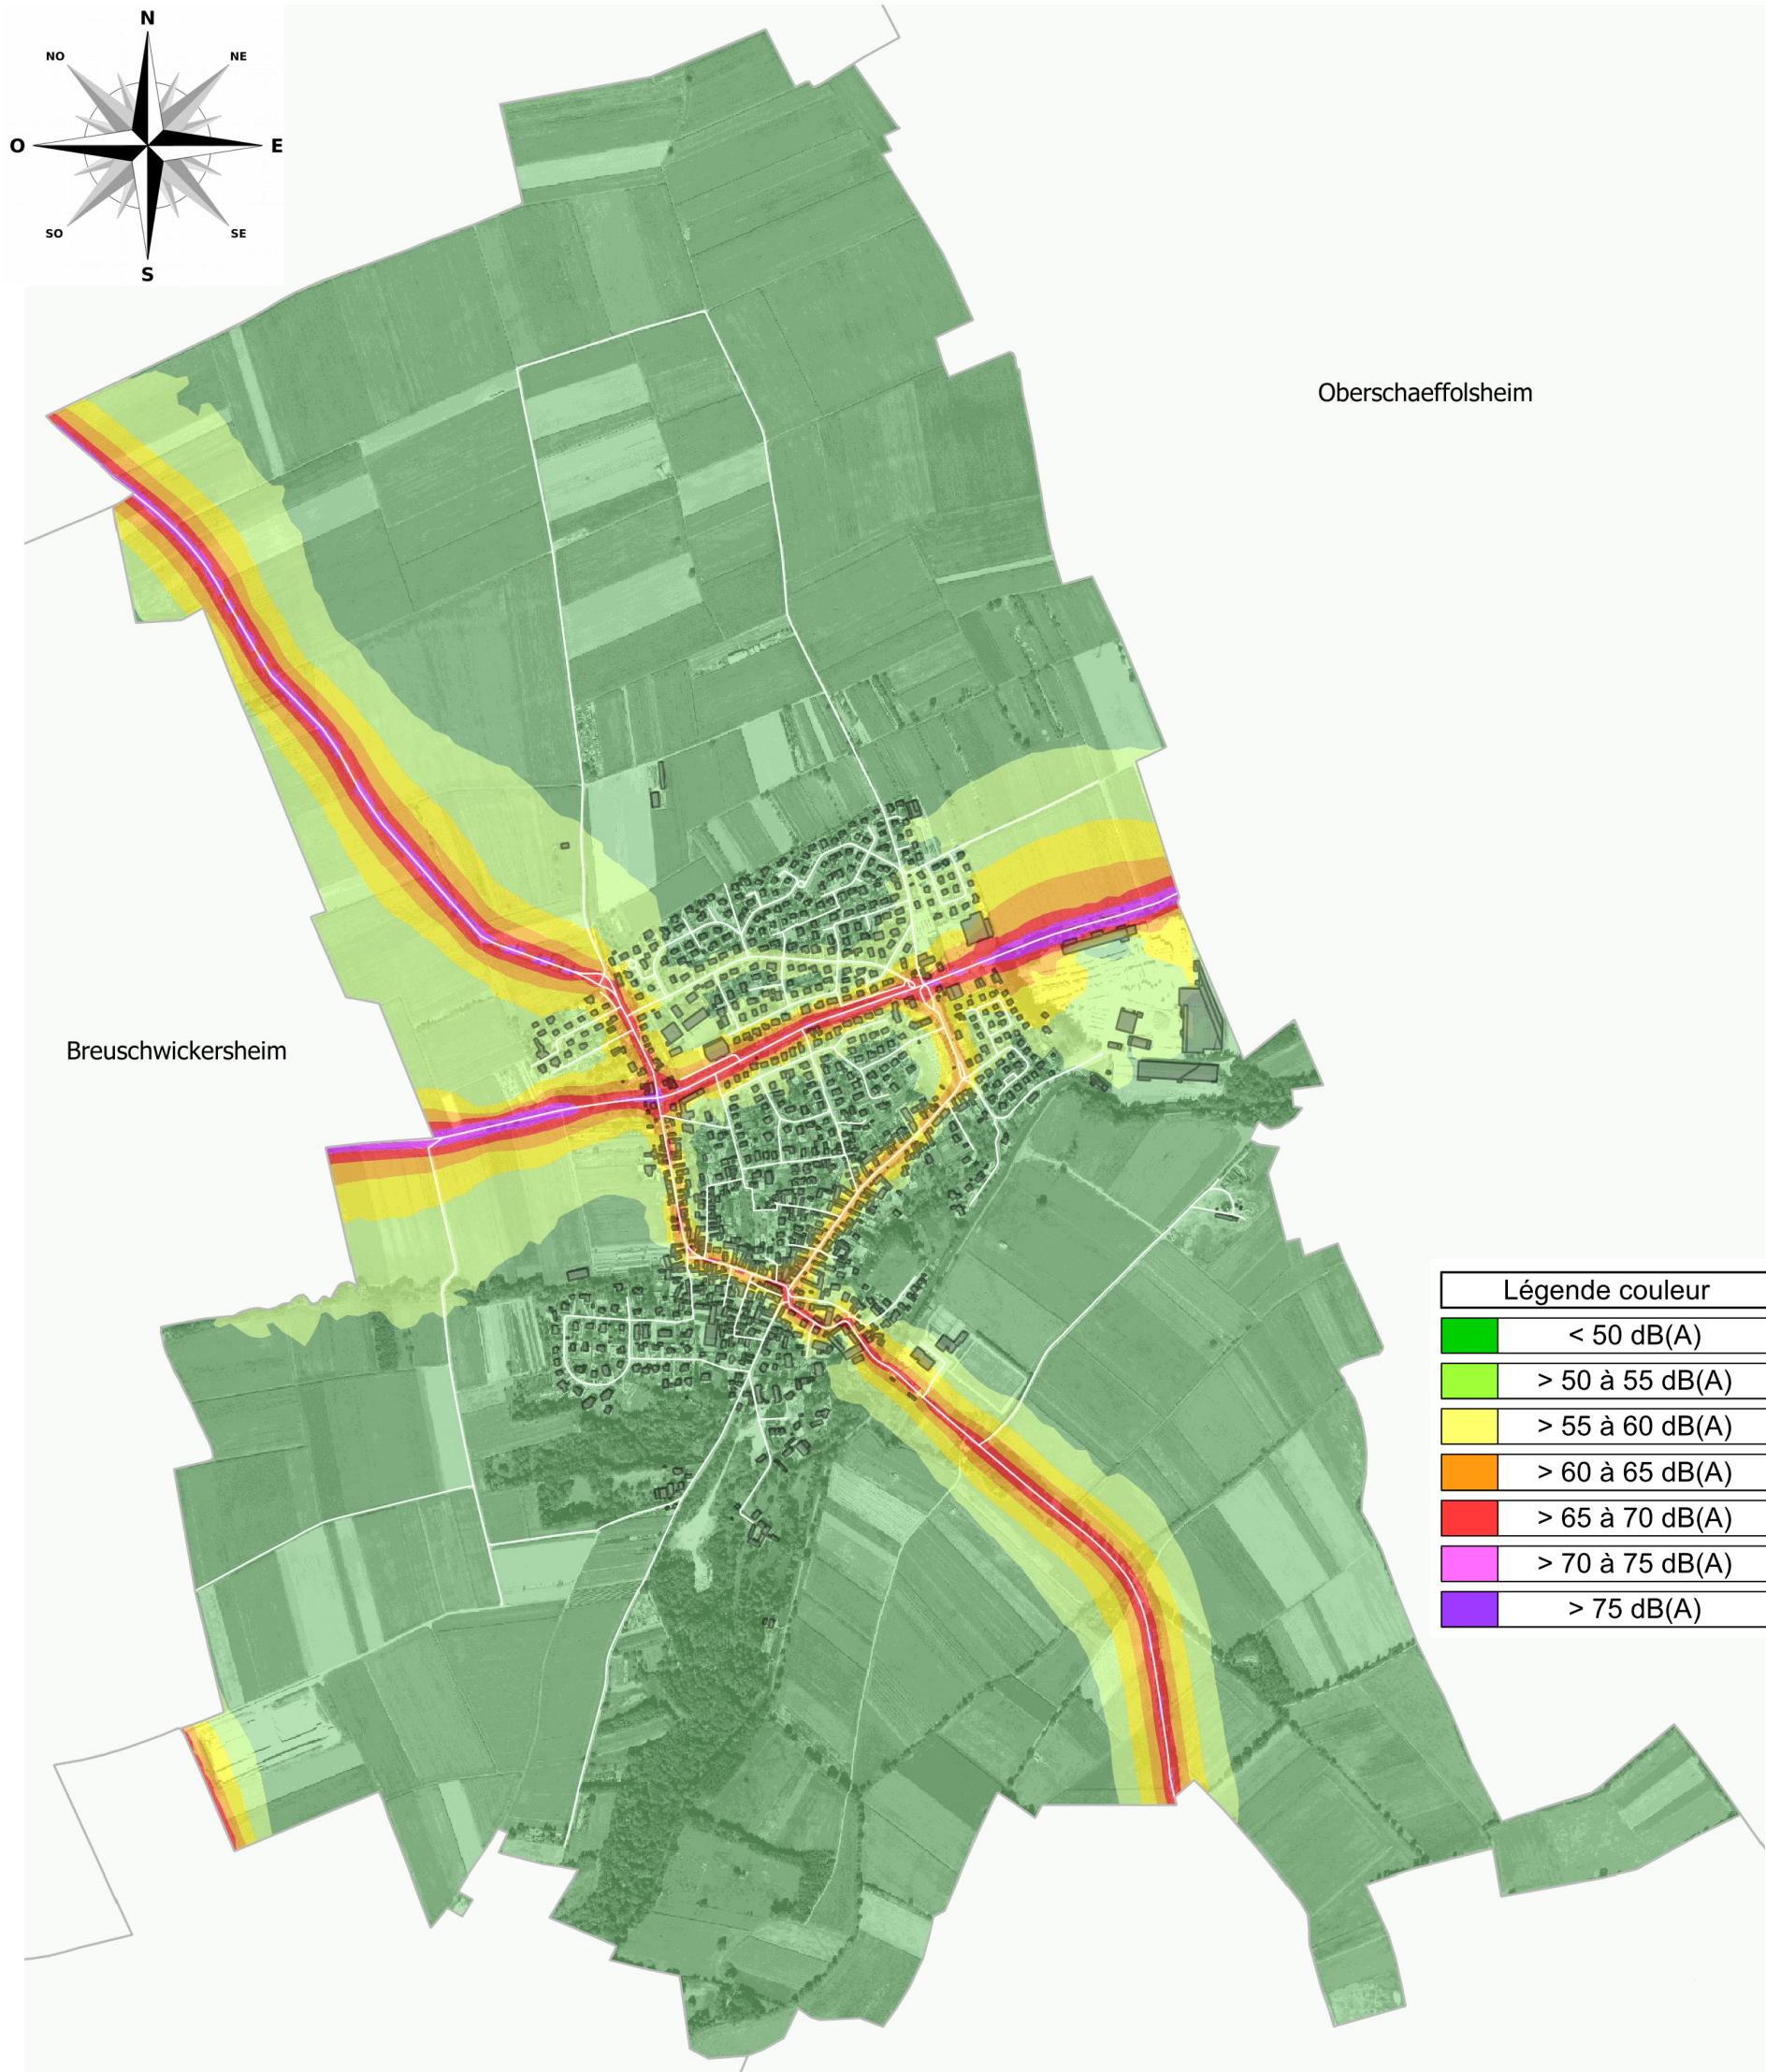 N
NO
NE
O
E
SO
SE
S
Oberschaeffolsheim
Breuschwickersheim
Légende couleur
< 50 dB(A)
> 50 à 55 dB(A)
> 55 à 60 dB(A)
> 60 à 65 dB(A)
> 65 à 70 dB(A)
> 70 à 75 dB(A)
> 75 dB(A)